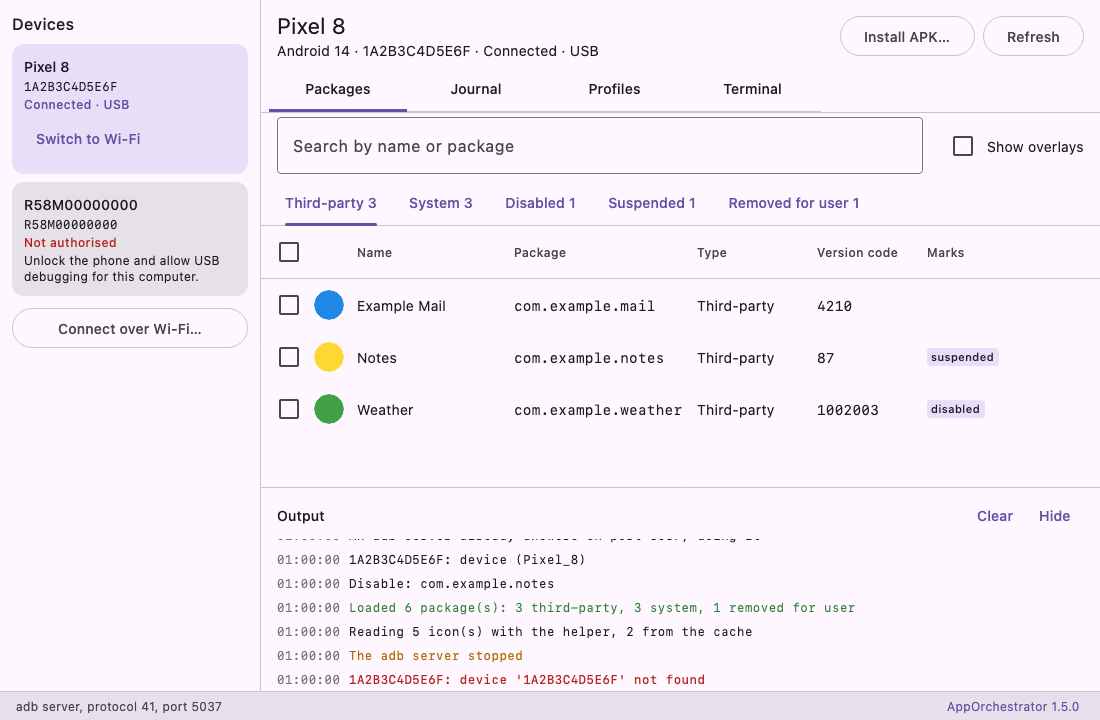 Devices
Pixel 8
1A2B3C4D5E6F
Connected · USB
Switch to Wi-Fi
R58M00000000
R58M00000000
Not authorised
Unlock the phone and allow USB
debugging for this computer.
Connect over Wi-Fi...
Pixel 8
Android 14 · 1A2B3C4D5E6F · Connected · USB
Install APK...
Refresh
Packages Journal Profiles Terminal
Search by name or package
Show overlays
Third-party 3 System 3 Disabled 1 Suspended 1 Removed for user 1
Name Package Type Version code Marks
Example Mail com.example.mail Third-party 4210
Notes com.example.notes Third-party 87 suspended
Weather com.example.weather Third-party 1002003 disabled
Output
Clear Hide
01:00:00 1A2B3C4D5E6F: device (Pixel_8)
01:00:00 Disable: com.example.notes
01:00:00 Loaded 6 package(s): 3 third-party, 3 system, 1 removed for user
01:00:00 Reading 5 icon(s) with the helper, 2 from the cache
01:00:00 The adb server stopped
01:00:00 1A2B3C4D5E6F: device '1A2B3C4D5E6F' not found
adb server, protocol 41, port 5037
AppOrchestrator 1.5.0